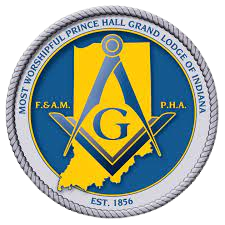 MOST WORSHIPFUL PRINCE HALL GRAND LODGE OF INDIANA
F.&A.M.
P.H.A.
G
EST. 1856